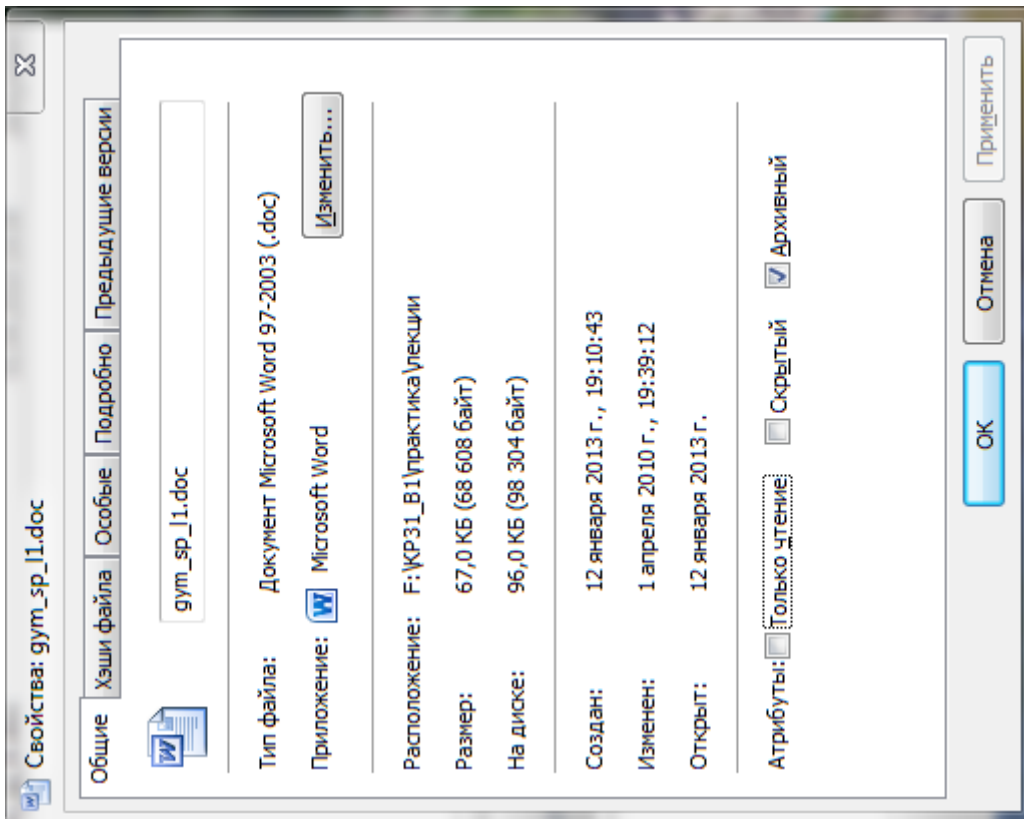 Свойства: gym_sp_l1.doc
Общие Хэши файла Особые Подробно Предыдущие версии
gym_sp_l1.doc
Тип файла: Документ Microsoft Word 97-2003 (.doc)
Приложение: Microsoft Word Изменить...
Расположение: F:\КР31_В1\практика\лекции
Размер: 67,0 КБ (68 608 байт)
На диске: 96,0 КБ (98 304 байт)
Создан: 12 января 2013 г., 19:10:43
Изменен: 1 апреля 2010 г., 19:39:12
Открыт: 12 января 2013 г.
Атрибуты: Только чтение Скрытый Архивный
ОК Отмена Применить